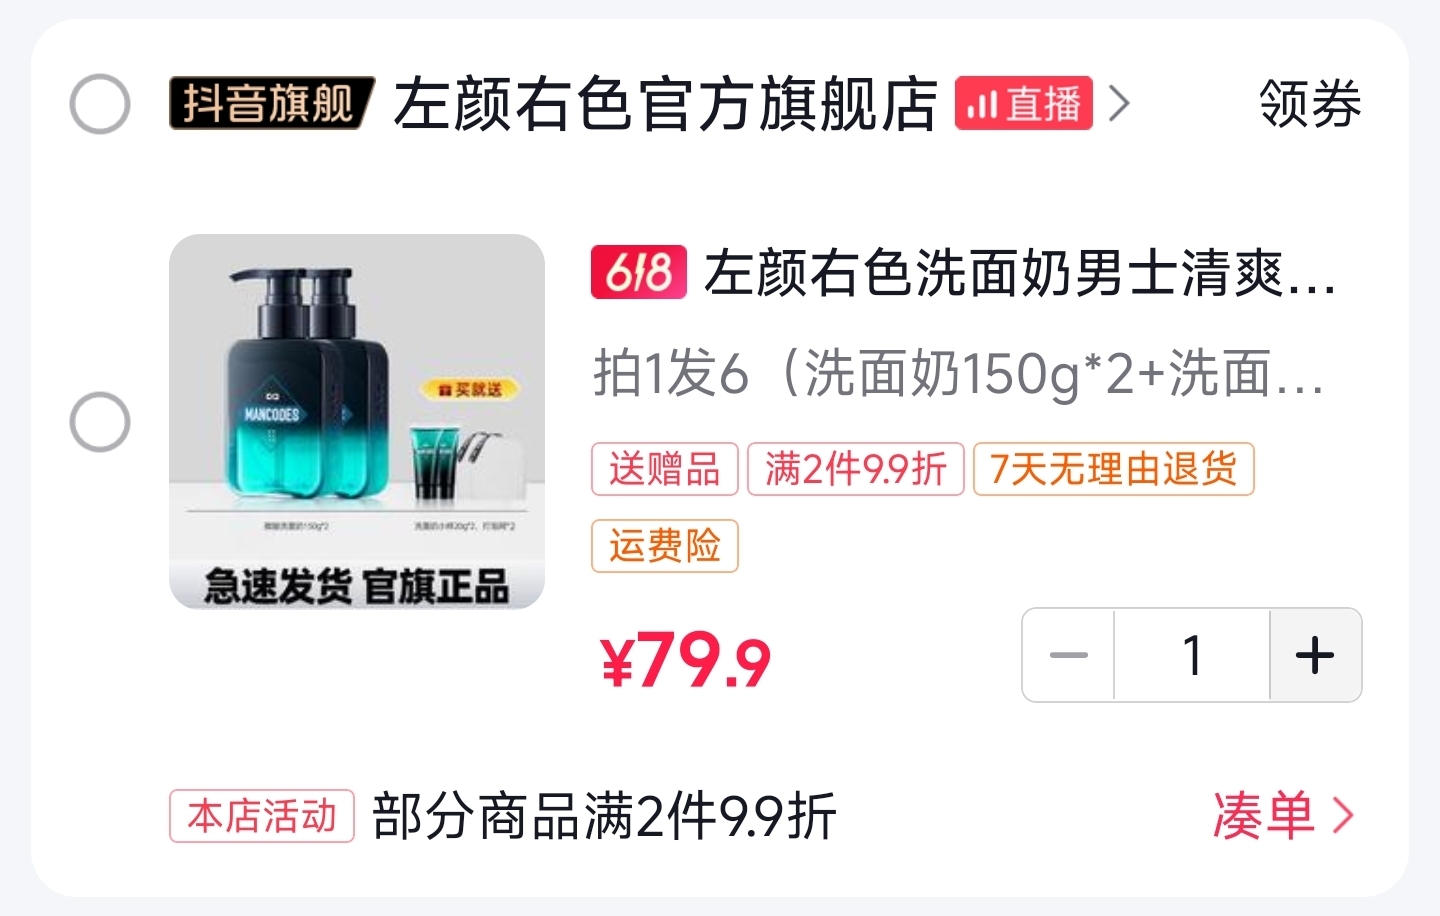 抖音旗舰 左颜右色官方旗舰店 直播 领券
618 左颜右色洗面奶男士清爽...
拍1发6（洗面奶150g*2+洗面...
送赠品 满2件9.9折 7天无理由退货
运费险
¥79.9
1
MANCODES
买就送
急速发货 官旗正品
本店活动 部分商品满2件9.9折 凑单